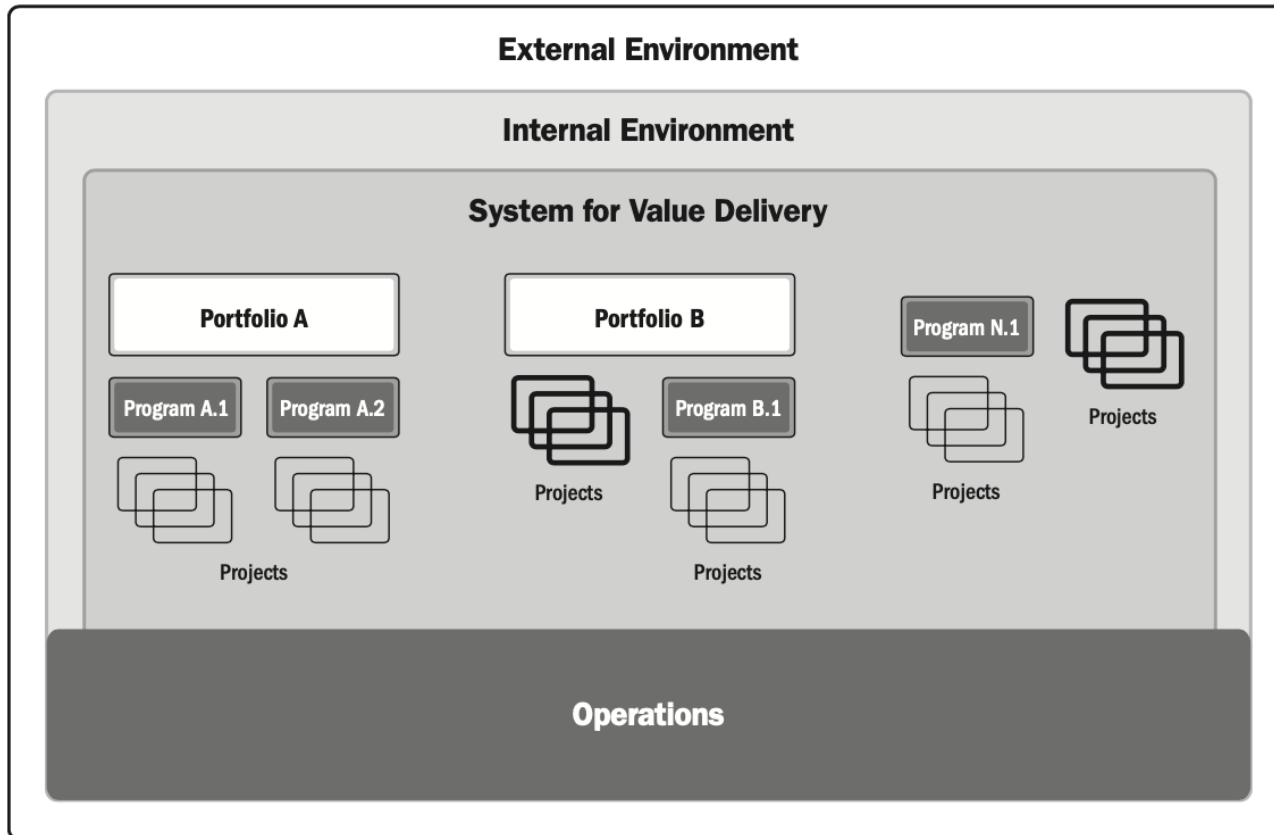 External Environment
Internal Environment
System for Value Delivery
Portfolio A
Portfolio B
Program N.1
Projects
Program A.1
Program A.2
Program B.1
Projects
Projects
Projects
Projects
Operations